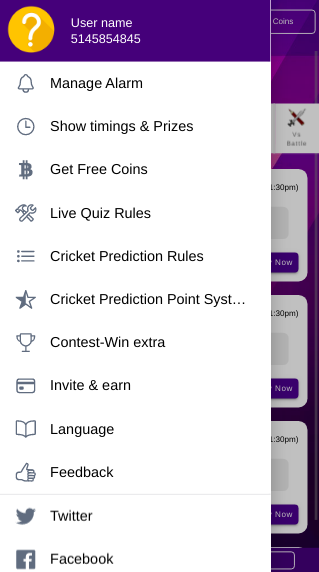 User name
5145854845
Coins
Manage Alarm
Show timings & Prizes
Vs
Battle
Get Free Coins
1:30pm)
Live Quiz Rules
Cricket Prediction Rules
Now
Cricket Prediction Point Syst...
1:30pm)
Contest-Win extra
Invite & earn
Now
Language
1:30pm)
Feedback
Twitter
Now
Facebook